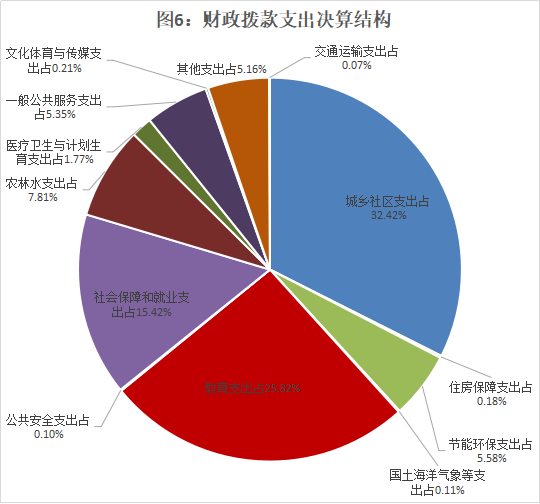 图6：财政拨款支出决算结构
文化体育与传媒支
出占0.21%
其他支出占5.16%
交通运输支出占
0.07%
一般公共服务支出
占5.35%
医疗卫生与计划生
育支出占1.77%
农林水支出占
7.81%
城乡社区支出占
32.42%
社会保障和就业支
出占15.42%
支出占25.82%
住房保障支出占
0.18%
公共安全支出占
0.10%
节能环保支出占
5.58%
国土海洋气象等支
出占0.11%